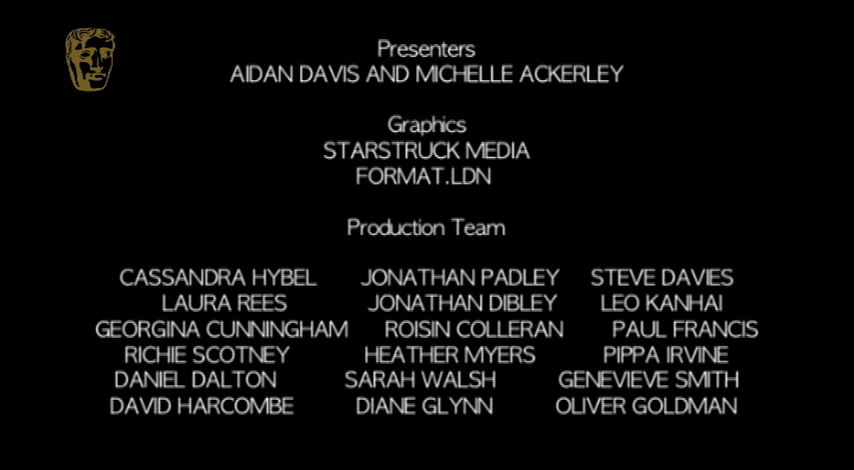 Presenters
AIDAN DAVIS AND MICHELLE ACKERLEY
Graphics
STARSTRUCK MEDIA
FORMAT.LDN
Production Team
CASSANDRA HYBEL JONATHAN PADLEY STEVE DAVIES
LAURA REES JONATHAN DIBLEY LEO KANHAI
GEORGINA CUNNINGHAM ROISIN COLLERAN PAUL FRANCIS
RICHIE SCOTNEY HEATHER MYERS PIPPA IRVINE
DANIEL DALTON SARAH WALSH GENEVIEVE SMITH
DAVID HARCOMBE DIANE GLYNN OLIVER GOLDMAN